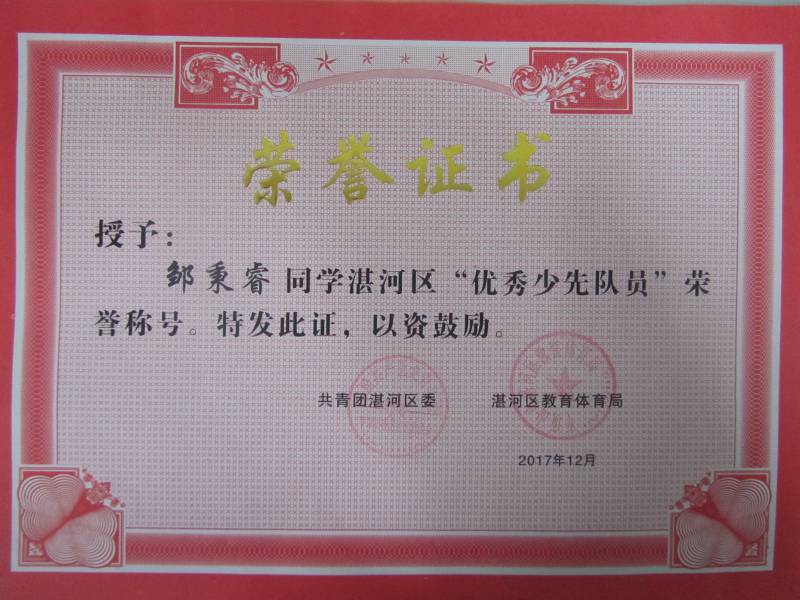 荣誉证书
授予：
邹秉睿同学湛河区“优秀少先队员”荣
誉称号。特发此证，以资鼓励。
共青团湛河区委 湛河区教育体育局
2017年12月